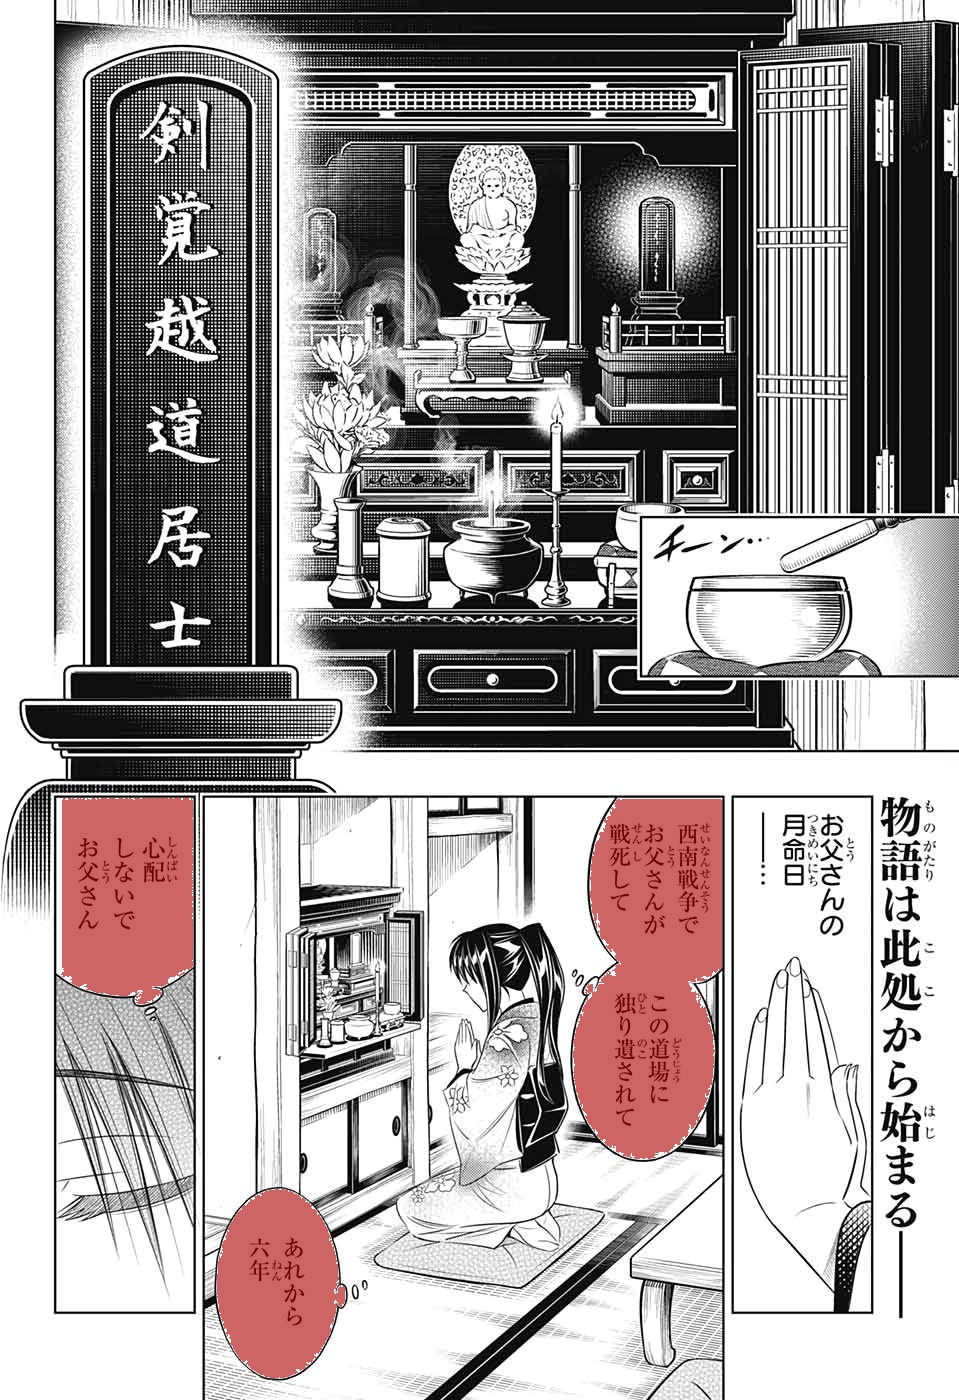 剣覚越道居士
チーン…
物語は此処から始まる――
お父さんの
月命日
――……
西南戦争で
お父さんが
戦死して
この道場に
独り遺されて
あれから
六年
心配
しないで
お父さん